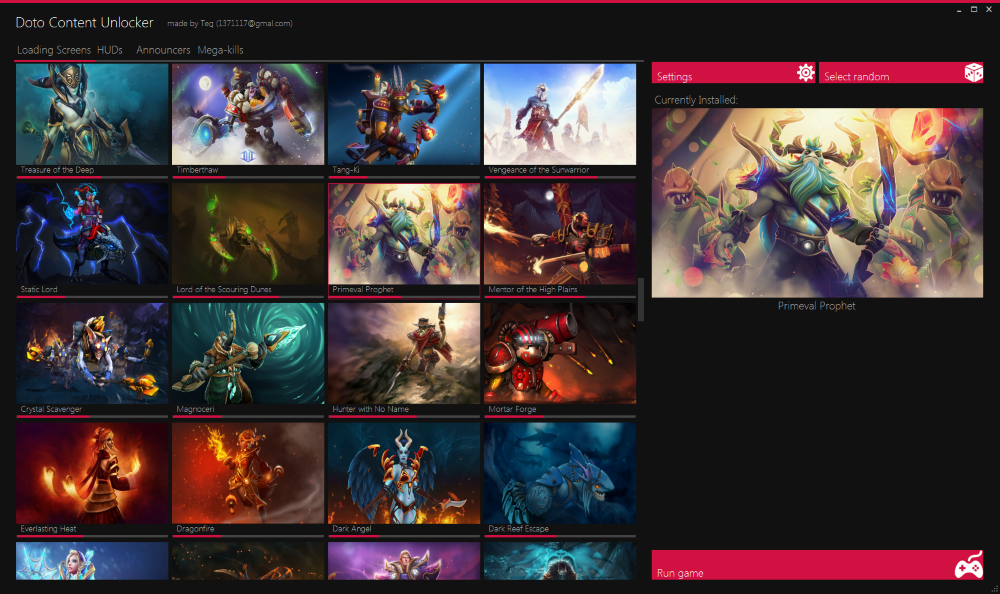 Doto Content Unlocker made by Teq (1371117@gmal.com)
Loading Screens HUDs Announcers Mega-kills
Settings
Select random
Currently Installed:
Treasure of the Deep
Timberthaw
Tang-Ki
Vengeance of the Sunwarrior
Static Lord
Lord of the Scouring Dunes
Primeval Prophet
Mentor of the High Plains
Primeval Prophet
Crystal Scavenger
Magnoceri
Hunter with No Name
Mortar Forge
Everlasting Heat
Dragonfire
Dark Angel
Dark Reef Escape
Run game